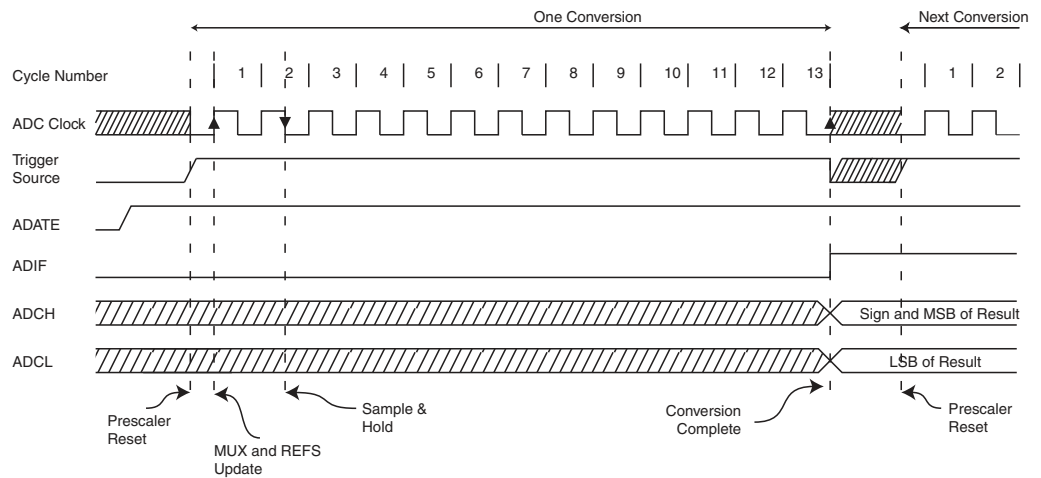 One Conversion
Next Conversion
Cycle Number
1 2 3 4 5 6 7 8 9 10 11 12 13 1 2
ADC Clock
Trigger
Source
ADATE
ADIF
ADCH
Sign and MSB of Result
ADCL
LSB of Result
Prescaler
Reset
MUX and REFS
Update
Sample &
Hold
Conversion
Complete
Prescaler
Reset